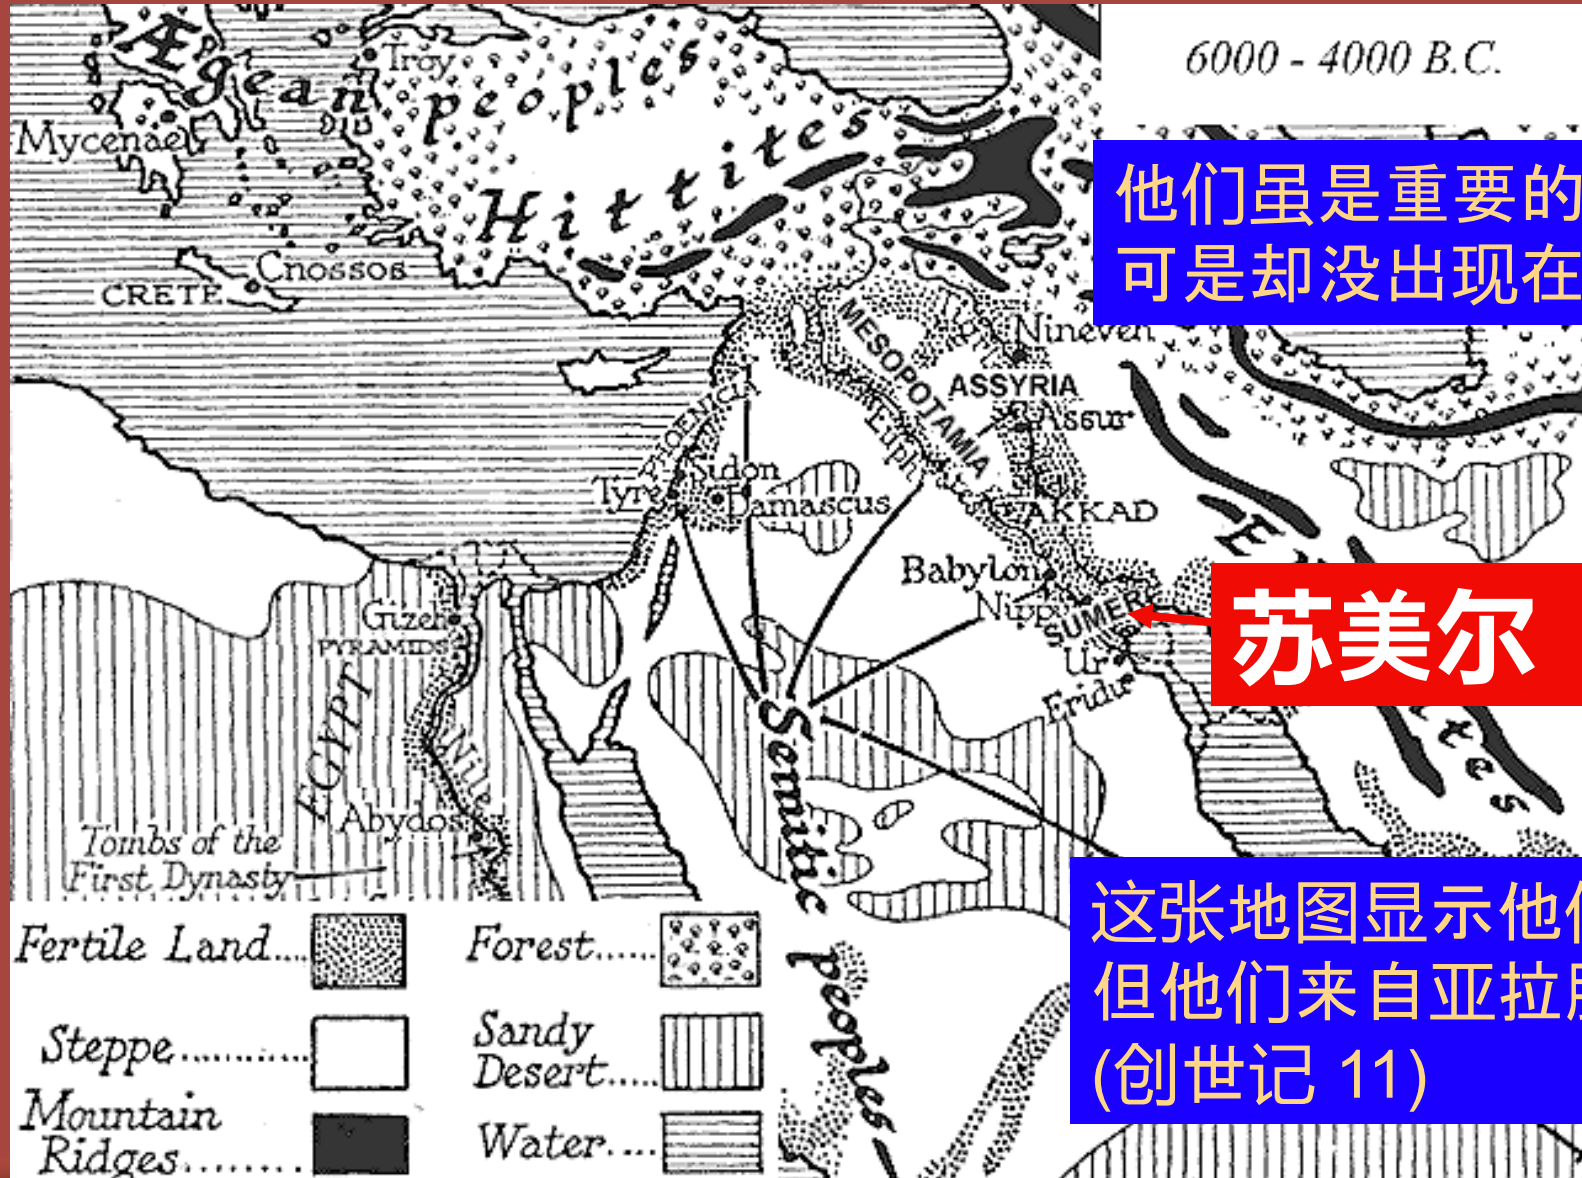 6000 - 4000 B.C.
Ægean
peoples
Troy
Mycenae
Hittites
他们虽是重要的
可是却没出现在
Cnossos
CRETE
MESOPOTAMIA
Nineveh
ASSYRIA
Assur
PHOENICIA
Sidon
Tyre
Damascus
AKKAD
Babylon
SUMER
苏美尔
Gizeh
PYRAMIDS
Ur
Eridu
EGYPT
Nile
Abydos
Tombs of the
First Dynasty
Semitic
peoples
这张地图显示他
但他们来自亚拉
(创世记 11)
Fertile Land....
Forest......
Steppe............
Sandy
Desert.....
Mountain
Ridges........
Water....